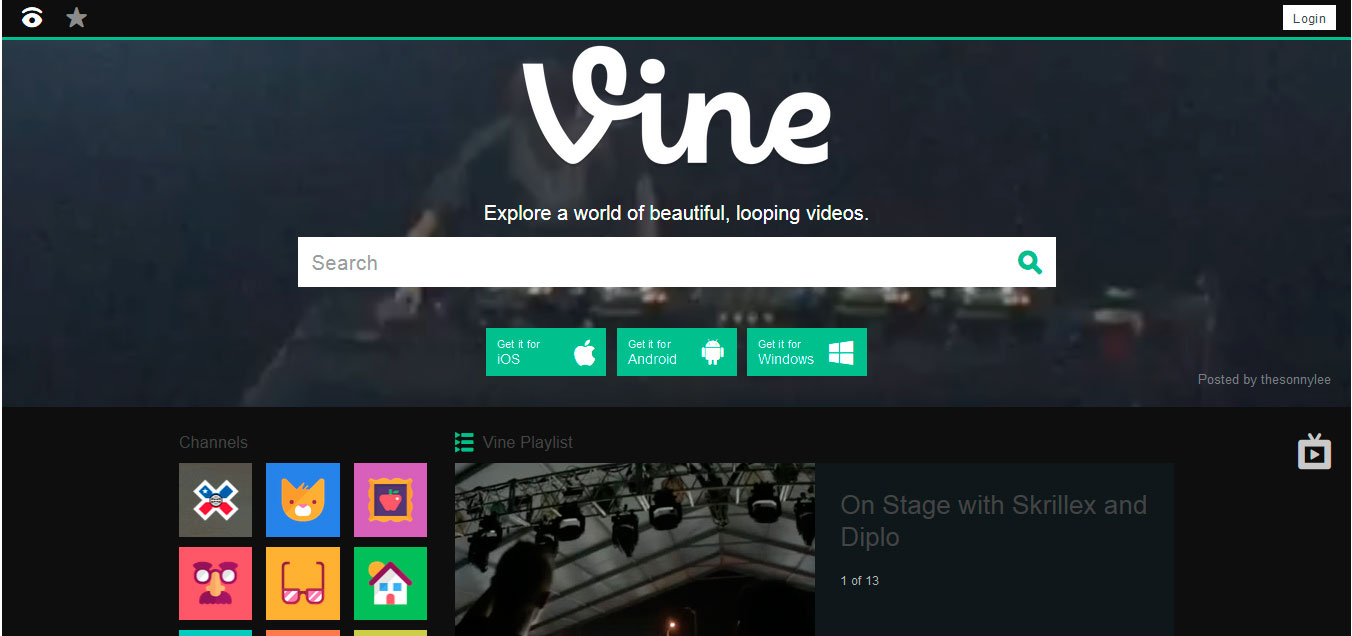 Login
Vine
Explore a world of beautiful, looping videos.
Search
Get it for
iOS
Get it for
Android
Get it for
Windows
Posted by thesonnylee
Channels
Vine Playlist
On Stage with Skrillex and
Diplo
1 of 13